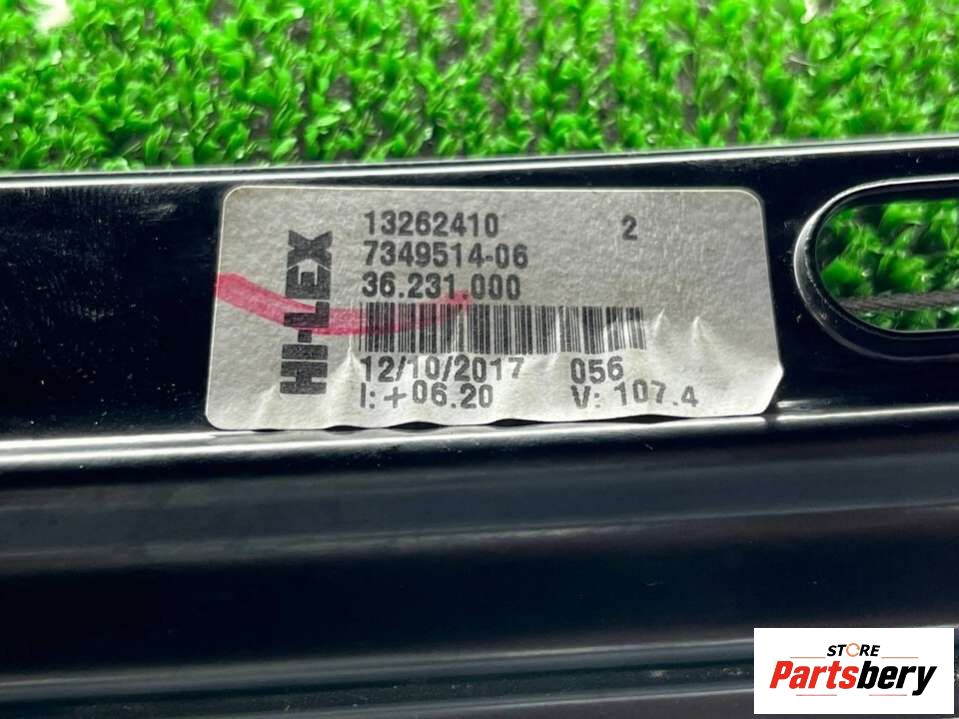 HI-LEX
13262410 2
7349514-06
36.231.000
12/10/2017 056
I: +06.20 V: 107.4
STORE
Partsbery